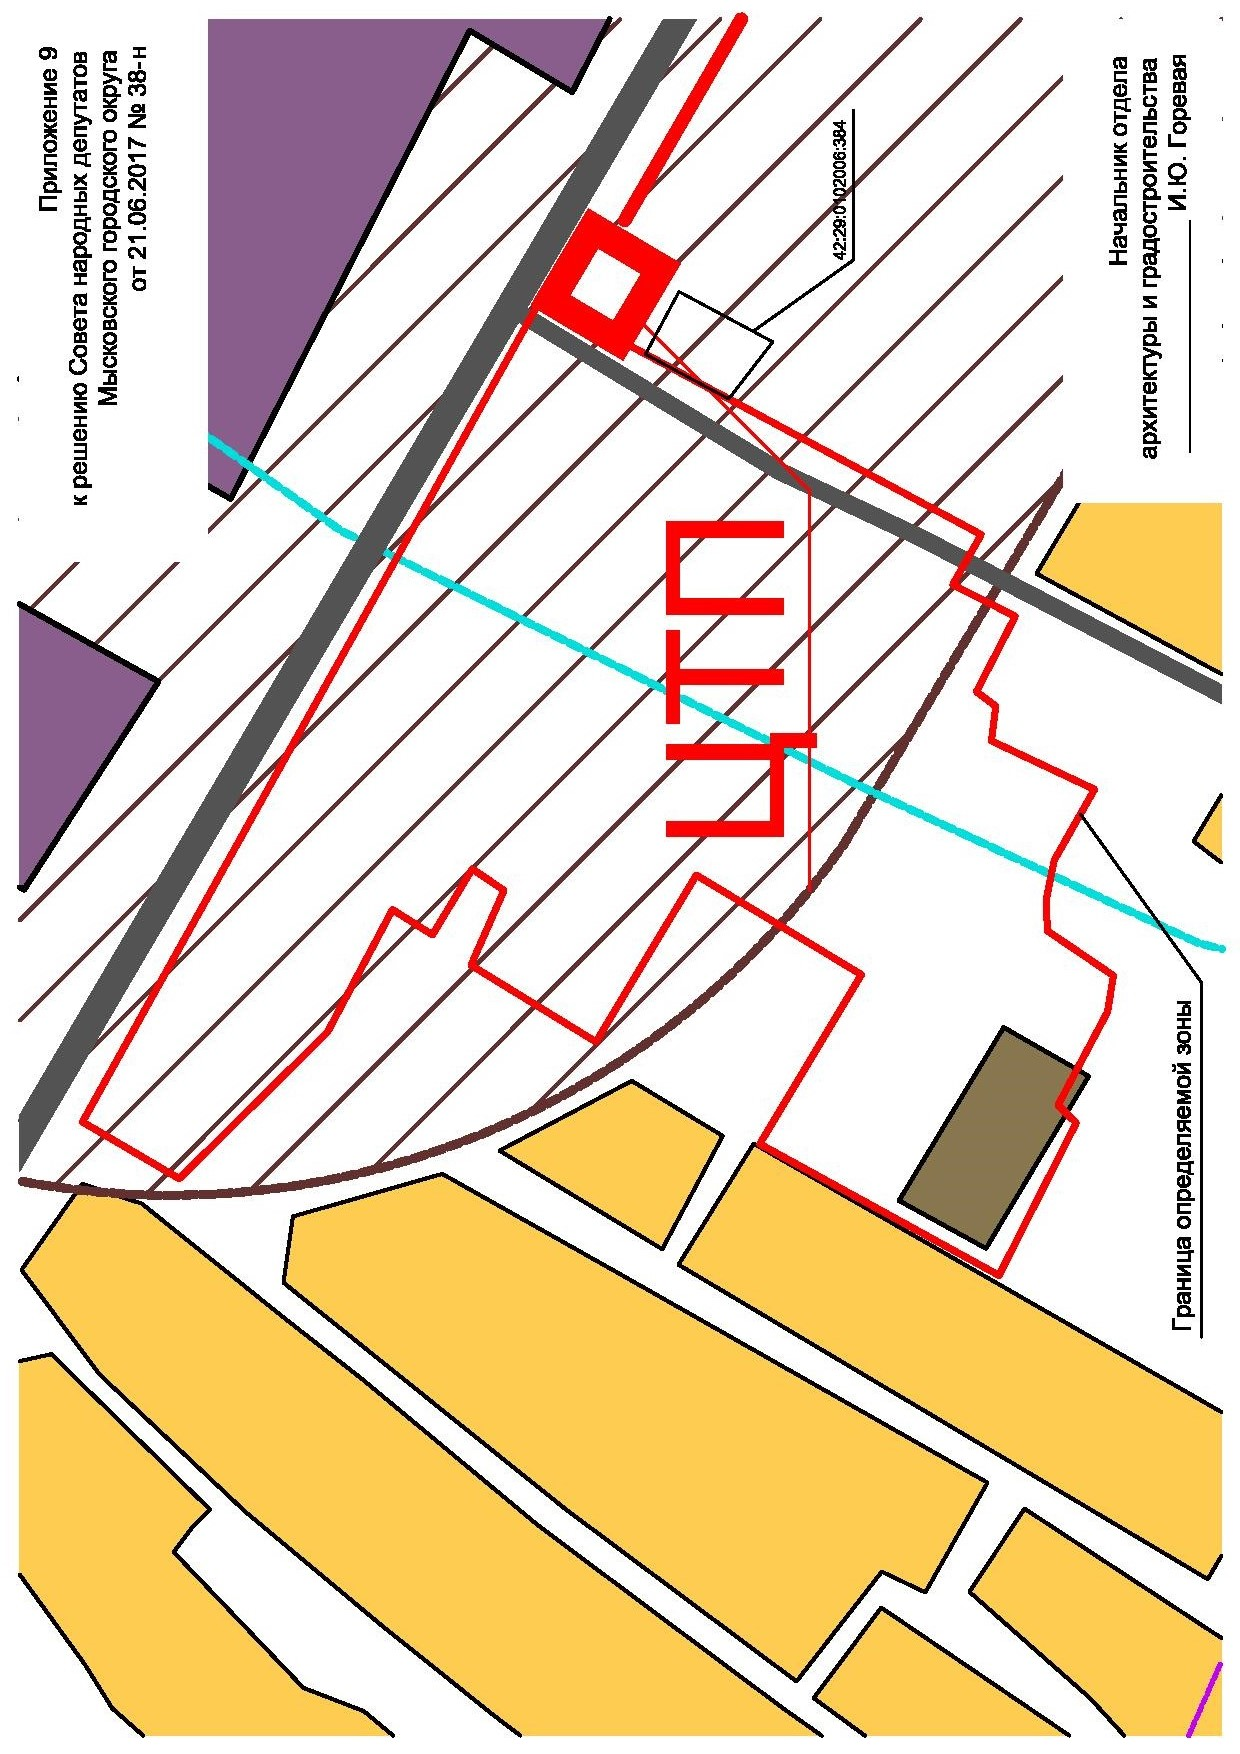 Приложение 9
к решению Совета народных депутатов
Мысковского городского округа
от 21.06.2017 № 38-н
42:29:0102006:384
ЦТП
Граница определяемой зоны
Начальник отдела
архитектуры и градостроительства
И.Ю. Горевая